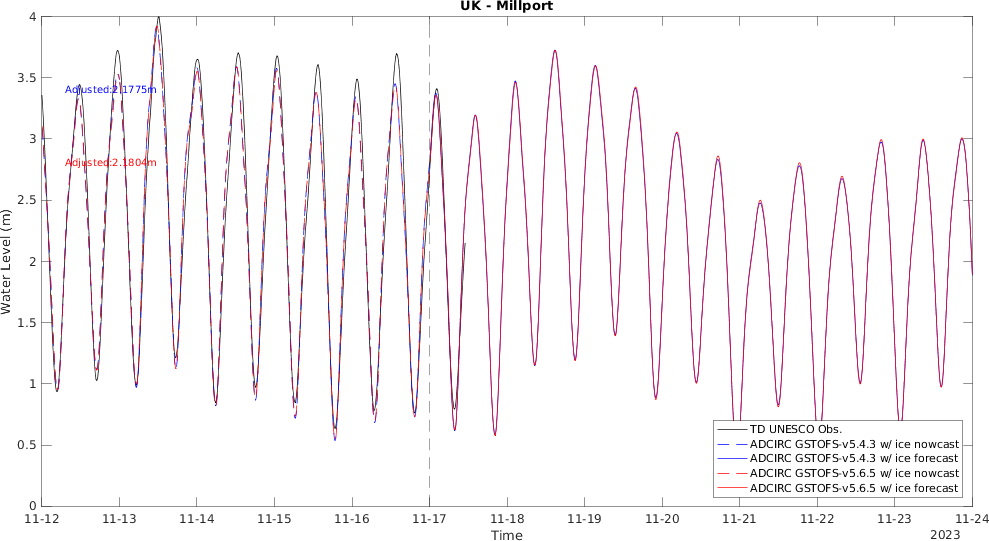 UK - Millport
4
3.5
3
2.5
2
1.5
1
0.5
0
Water Level (m)
Adjusted:2.1775m
Adjusted:2.1804m
TD UNESCO Obs.
ADCIRC GSTOFS-v5.4.3 w/ ice nowcast
ADCIRC GSTOFS-v5.4.3 w/ ice forecast
ADCIRC GSTOFS-v5.6.5 w/ ice nowcast
ADCIRC GSTOFS-v5.6.5 w/ ice forecast
11-12 11-13 11-14 11-15 11-16 11-17 11-18 11-19 11-20 11-21 11-22 11-23 11-24
Time
2023